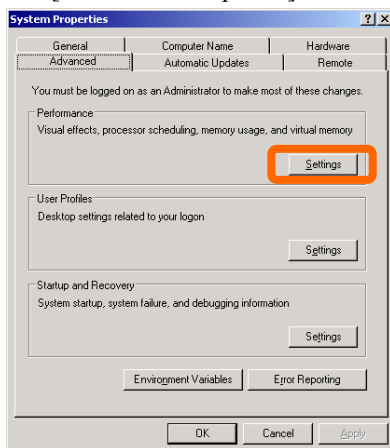 System Properties
General
Computer Name
Hardware
Advanced
Automatic Updates
Remote
You must be logged on as an Administrator to make most of these changes.
Performance
Visual effects, processor scheduling, memory usage, and virtual memory
Settings
User Profiles
Desktop settings related to your logon
Settings
Startup and Recovery
System startup, system failure, and debugging information
Settings
Environment Variables
Error Reporting
OK
Cancel
Apply